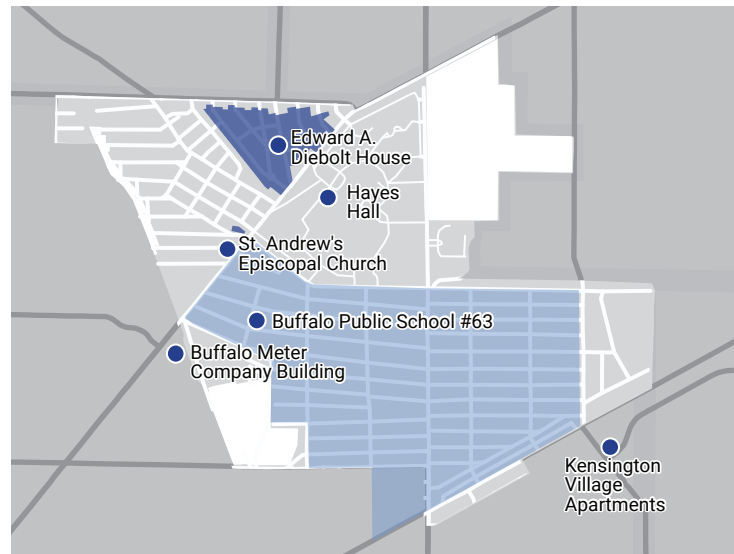 Edward A.
Diebolt House
Hayes
Hall
St. Andrew's
Episcopal Church
Buffalo Public School #63
Buffalo Meter
Company Building
Kensington
Village
Apartments